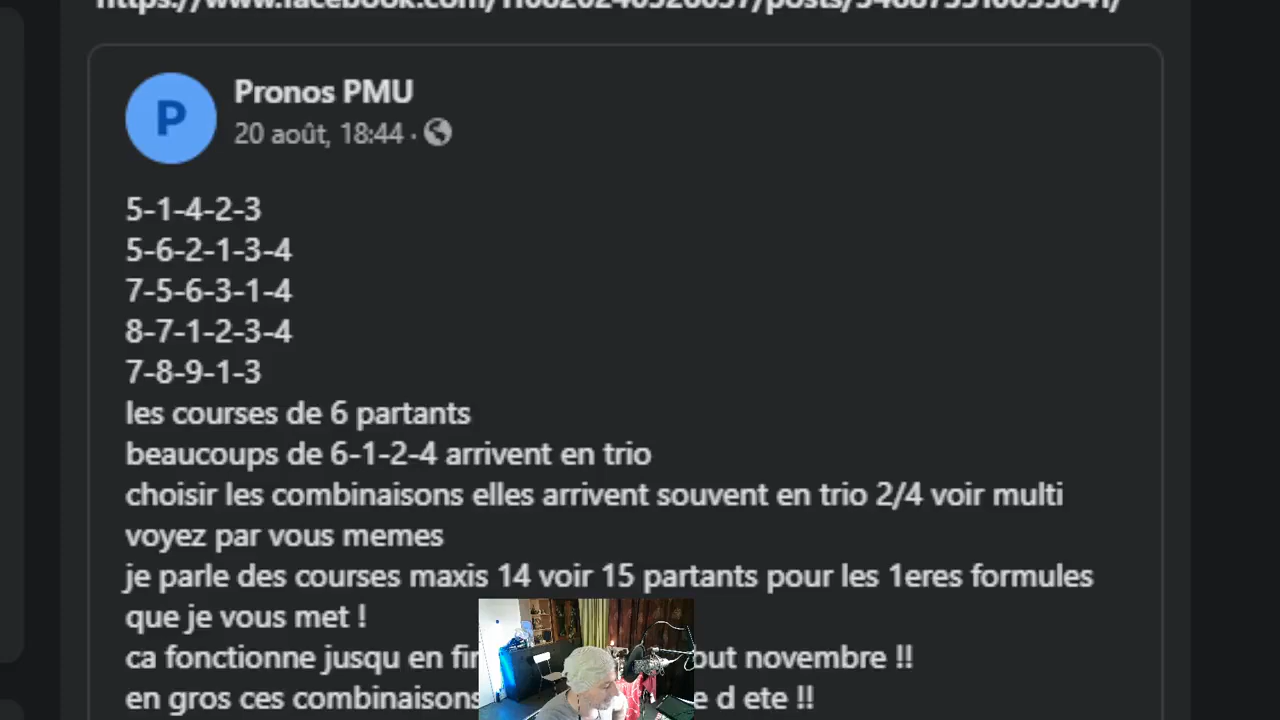 Pronos PMU
20 août, 18:44 ·
5-1-4-2-3
5-6-2-1-3-4
7-5-6-3-1-4
8-7-1-2-3-4
7-8-9-1-3
les courses de 6 partants
beaucoups de 6-1-2-4 arrivent en trio
choisir les combinaisons elles arrivent souvent en trio 2/4 voir multi
voyez par vous memes
je parle des courses maxis 14 voir 15 partants pour les 1eres formules
que je vous met !
ca fonctionne jusqu en out novembre !!
en gros ces combinaisons d ete !!